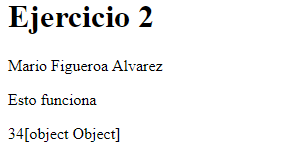 Ejercicio 2
Mario Figueroa Alvarez
Esto funciona
34[object Object]